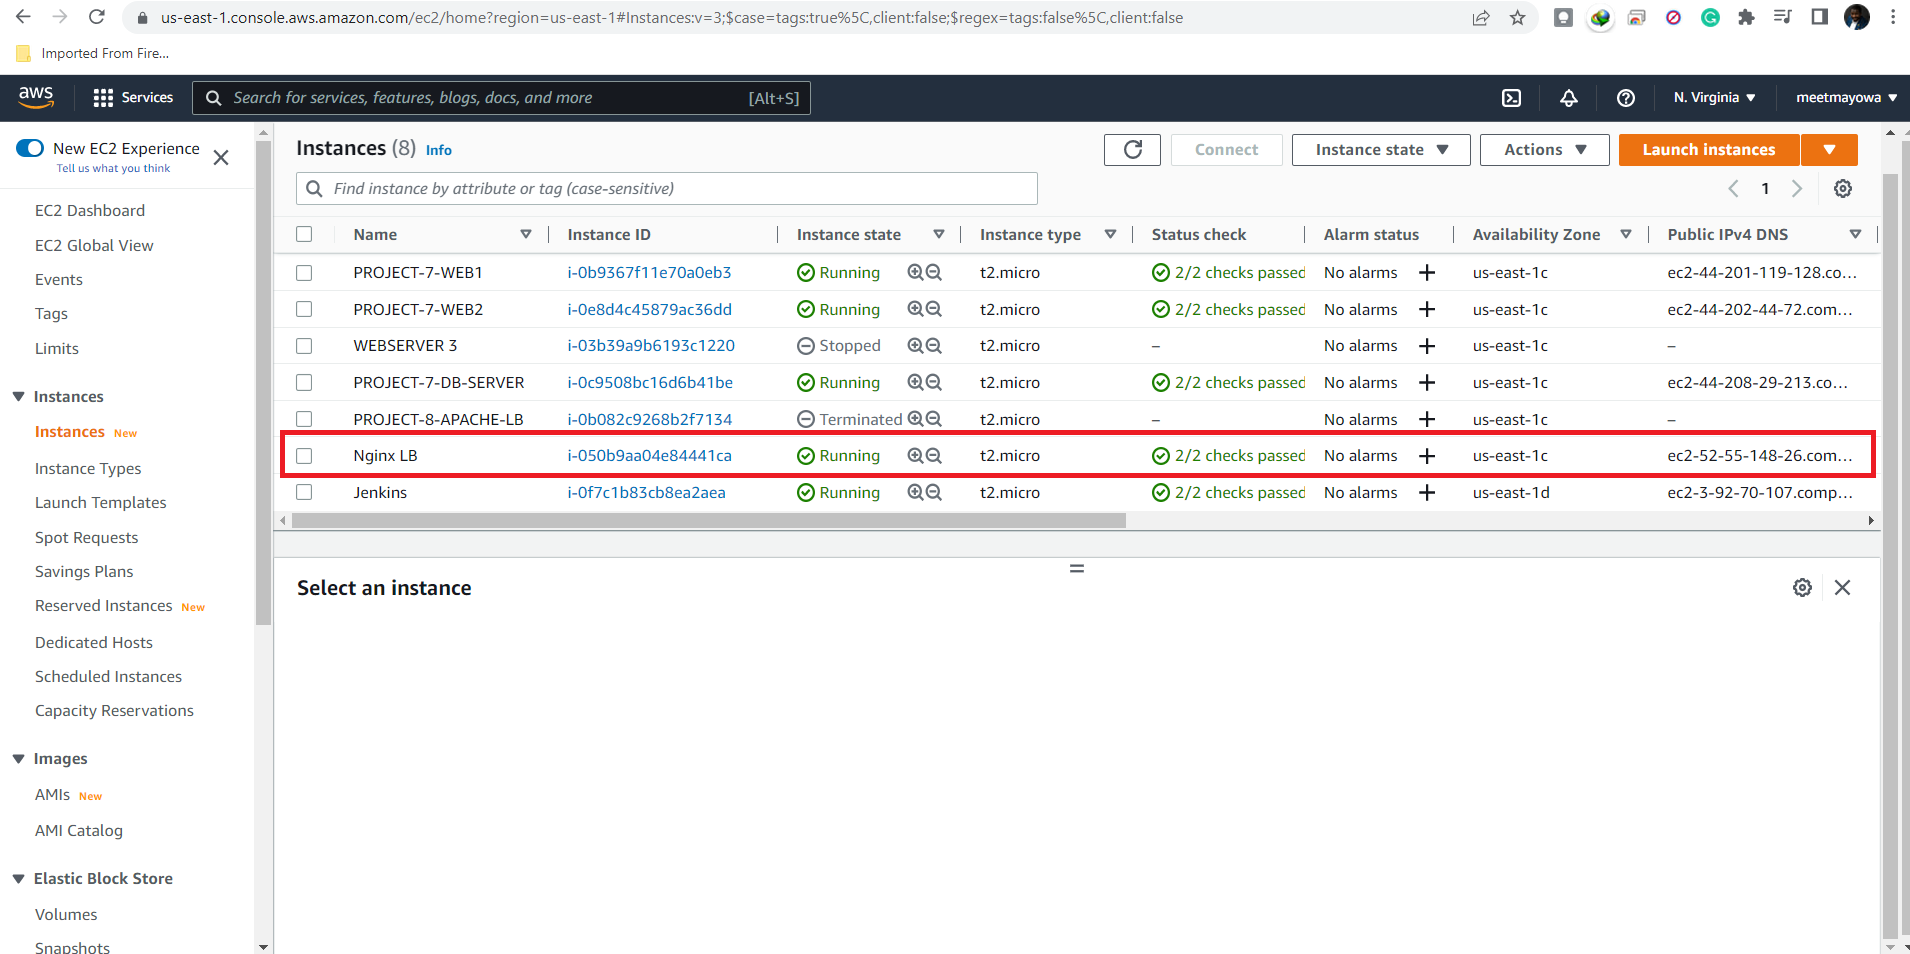 us-east-1.console.aws.amazon.com/ec2/home?region=us-east-1#Instances:v=3;$case=tags:true%5C,client:false;$regex=tags:false%5C,client:false
Imported From Fire...
aws Services Search for services, features, blogs, docs, and more [Alt+S] N. Virginia meetmayowa
New EC2 Experience
Tell us what you think
EC2 Dashboard
EC2 Global View
Events
Tags
Limits
Instances
Instances New
Instance Types
Launch Templates
Spot Requests
Savings Plans
Reserved Instances New
Dedicated Hosts
Scheduled Instances
Capacity Reservations
Images
AMIs New
AMI Catalog
Elastic Block Store
Volumes
Snapshots
Instances (8) Info Connect Instance state Actions Launch instances
Find instance by attribute or tag (case-sensitive) 1
Name Instance ID Instance state Instance type Status check Alarm status Availability Zone Public IPv4 DNS
PROJECT-7-WEB1 i-0b9367f11e70a0eb3 Running t2.micro 2/2 checks passed No alarms + us-east-1c ec2-44-201-119-128.co...
PROJECT-7-WEB2 i-0e8d4c45879ac36dd Running t2.micro 2/2 checks passed No alarms + us-east-1c ec2-44-202-44-72.com...
WEBSERVER 3 i-03b39a9b6193c1220 Stopped t2.micro – No alarms + us-east-1c –
PROJECT-7-DB-SERVER i-0c9508bc16d6b41be Running t2.micro 2/2 checks passed No alarms + us-east-1c ec2-44-208-29-213.co...
PROJECT-8-APACHE-LB i-0b082c9268b2f7134 Terminated t2.micro – No alarms + us-east-1c –
Nginx LB i-050b9aa04e84441ca Running t2.micro 2/2 checks passed No alarms + us-east-1c ec2-52-55-148-26.com...
Jenkins i-0f7c1b83cb8ea2aea Running t2.micro 2/2 checks passed No alarms + us-east-1d ec2-3-92-70-107.comp...
Select an instance